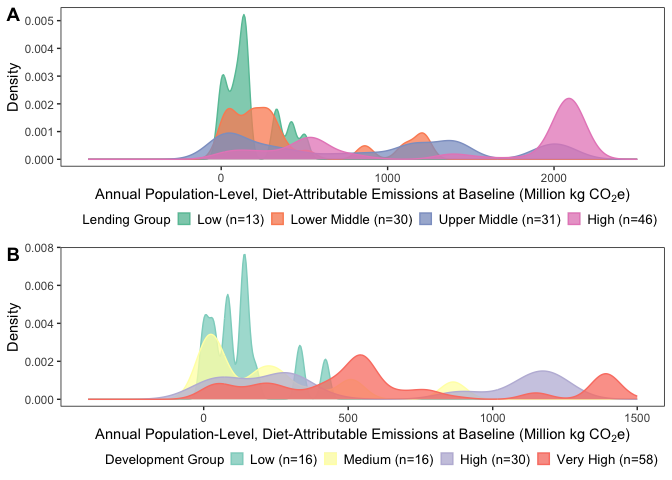 A
0.005
0.004
0.003
0.002
0.001
0.000
Density
0 1000 2000
Annual Population-Level, Diet-Attributable Emissions at Baseline (Million kg CO₂e)
Lending Group Low (n=13) Lower Middle (n=30) Upper Middle (n=31) High (n=46)
B
0.008
0.006
0.004
0.002
0.000
Density
0 500 1000 1500
Annual Population-Level, Diet-Attributable Emissions at Baseline (Million kg CO₂e)
Development Group Low (n=16) Medium (n=16) High (n=30) Very High (n=58)